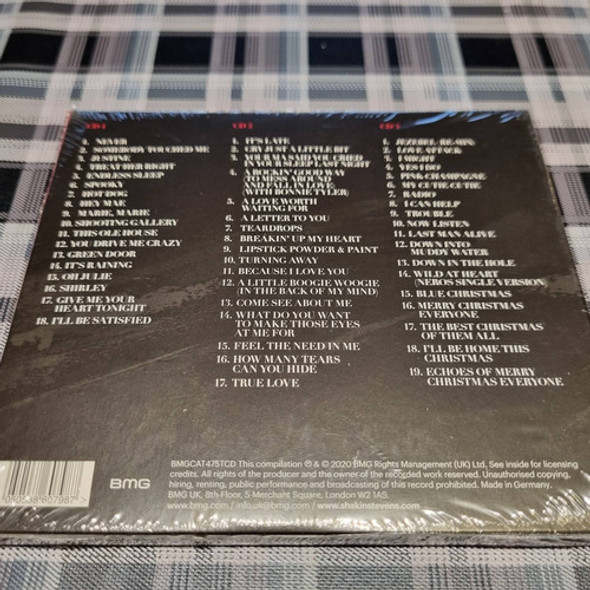 CD 1
1. NEVER
2. SOMEBODY TOUCHED ME
3. JUSTINE
4. TREAT HER RIGHT
5. ENDLESS SLEEP
6. SPOOKY
7. HOT DOG
8. HEY MAE
9. MARIE, MARIE
10. SHOOTING GALLERY
11. THIS OLE HOUSE
12. YOU DRIVE ME CRAZY
13. GREEN DOOR
14. IT'S RAINING
15. OH JULIE
16. SHIRLEY
17. GIVE ME YOUR
HEART TONIGHT
18. I'LL BE SATISFIED
CD 2
1. IT'S LATE
2. CRY JUST A LITTLE BIT
3. YOUR MA SAID YOU CRIED
IN YOUR SLEEP LAST NIGHT
4. A ROCKIN' GOOD WAY
TO MESS AROUND
AND FALL IN LOVE
(WITH BONNIE TYLER)
5. A LOVE WORTH
WAITING FOR
6. A LETTER TO YOU
7. TEARDROPS
8. BREAKIN' UP MY HEART
9. LIPSTICK POWDER & PAINT
10. TURNING AWAY
11. BECAUSE I LOVE YOU
12. A LITTLE BOOGIE WOOGIE
(IN THE BACK OF MY MIND)
13. COME SEE ABOUT ME
14. WHAT DO YOU WANT
TO MAKE THOSE EYES
AT ME FOR
15. FEEL THE NEED IN ME
16. HOW MANY TEARS
CAN YOU HIDE
17. TRUE LOVE
CD 3
1. JEZEBEL (RE-MIX)
2. LOVE ATTACK
3. I MIGHT
4. YES I DO
5. PINK CHAMPAGNE
6. MY CUTIE CUTIE
7. RADIO
8. I CAN HELP
9. TROUBLE
10. NOW LISTEN
11. LAST MAN ALIVE
12. DOWN INTO
MUDDY WATER
13. DOWN IN THE HOLE
14. WILD AT HEART
(NEROS SINGLE VERSION)
15. BLUE CHRISTMAS
16. MERRY CHRISTMAS
EVERYONE
17. THE BEST CHRISTMAS
OF THEM ALL
18. I'LL BE HOME THIS
CHRISTMAS
19. ECHOES OF MERRY
CHRISTMAS EVERYONE
BMG
BMGCAT475TCD This compilation ℗ & © 2020 BMG Rights Management (UK) Ltd. See inside for licensing
credits. All rights of the producer and the owner of the recorded work reserved. Unauthorised copying,
hiring, renting, public performance and broadcasting of this record prohibited. Made in Germany.
BMG UK, 8th Floor, 5 Merchant Square, London W2 1AS.
www.bmg.com / info.uk@bmg.com / www.shakinstevens.com